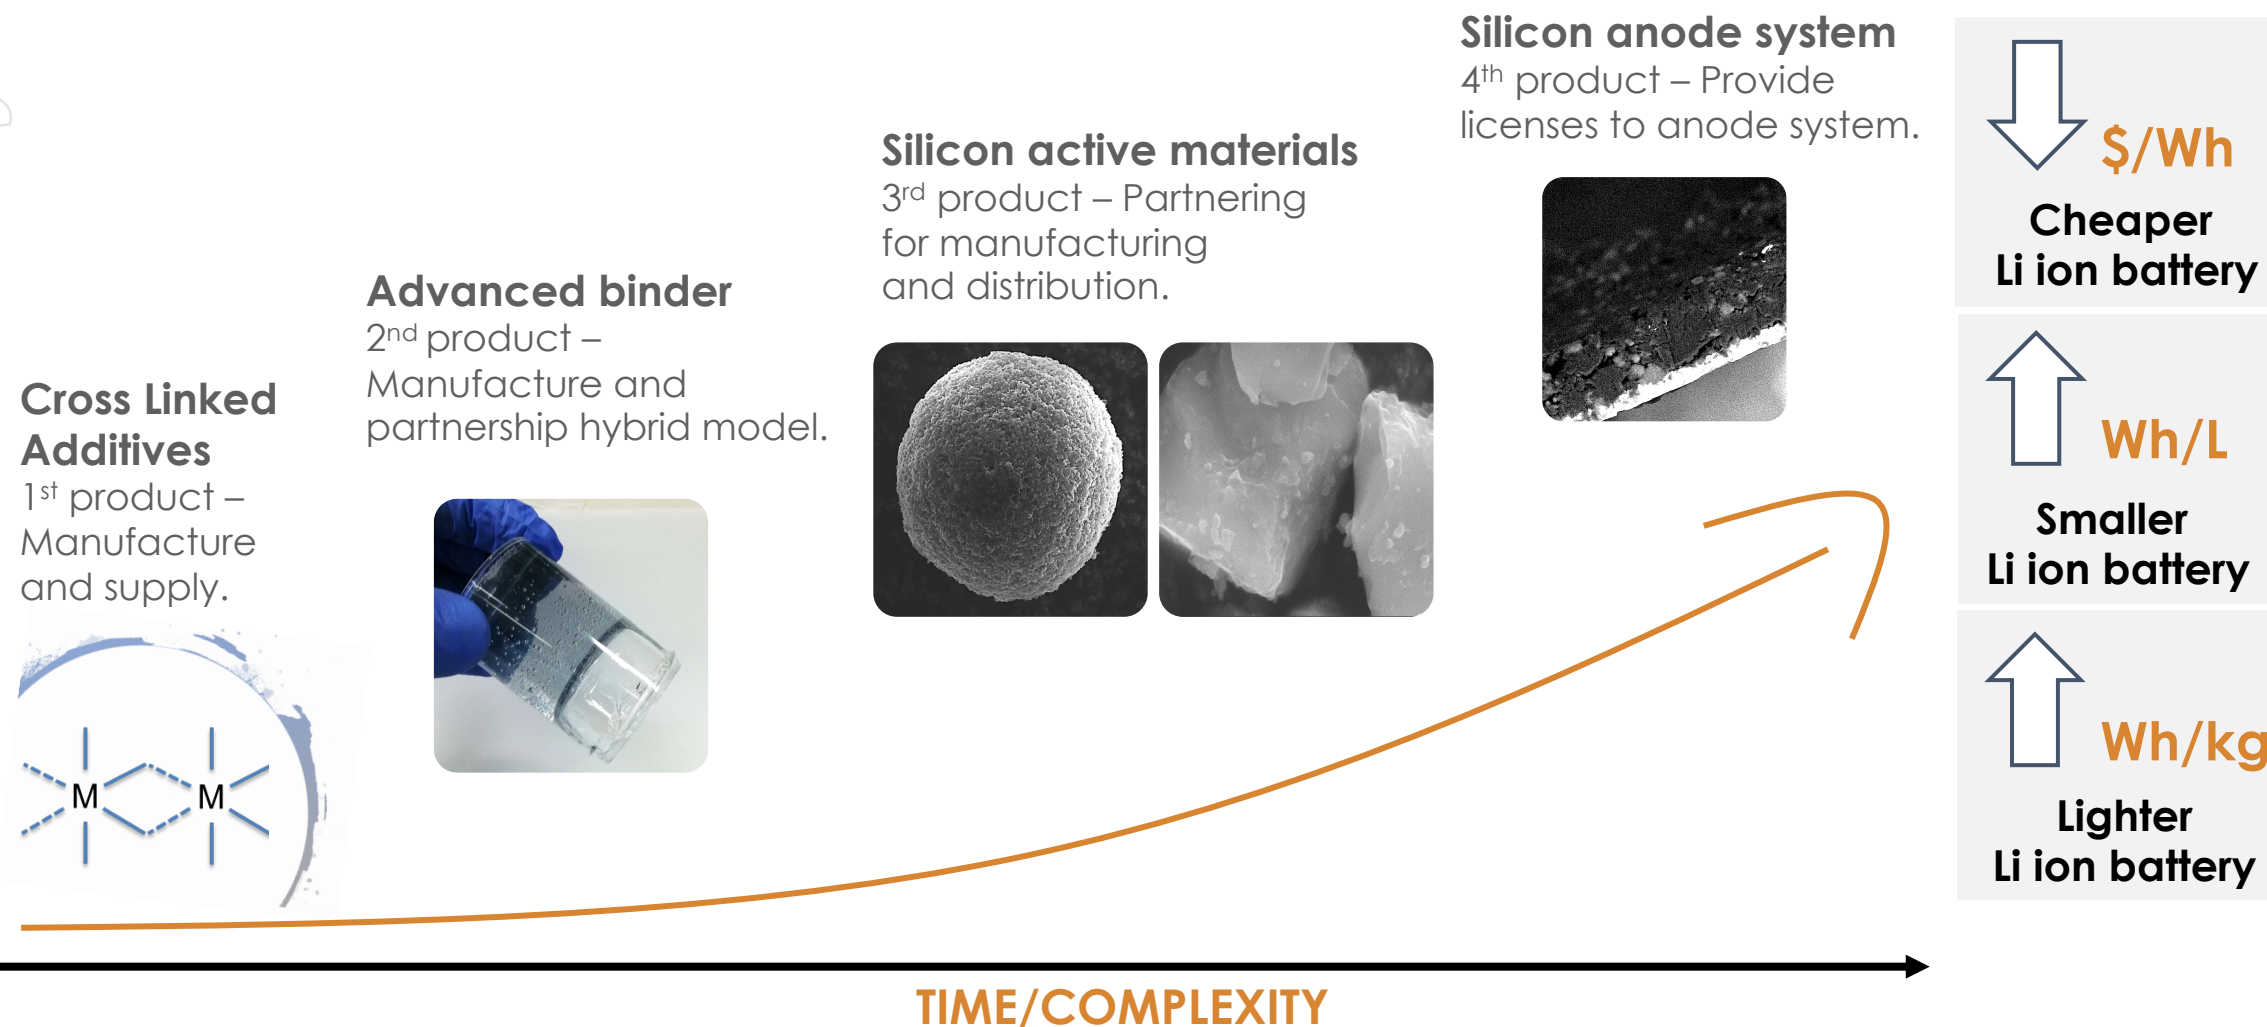 Cross Linked
Additives
1st product –
Manufacture
and supply.
M
M
Advanced binder
2nd product –
Manufacture and
partnership hybrid model.
Silicon active materials
3rd product – Partnering
for manufacturing
and distribution.
Silicon anode system
4th product – Provide
licenses to anode system.
$/Wh
Cheaper
Li ion battery
Wh/L
Smaller
Li ion battery
Wh/kg
Lighter
Li ion battery
TIME/COMPLEXITY